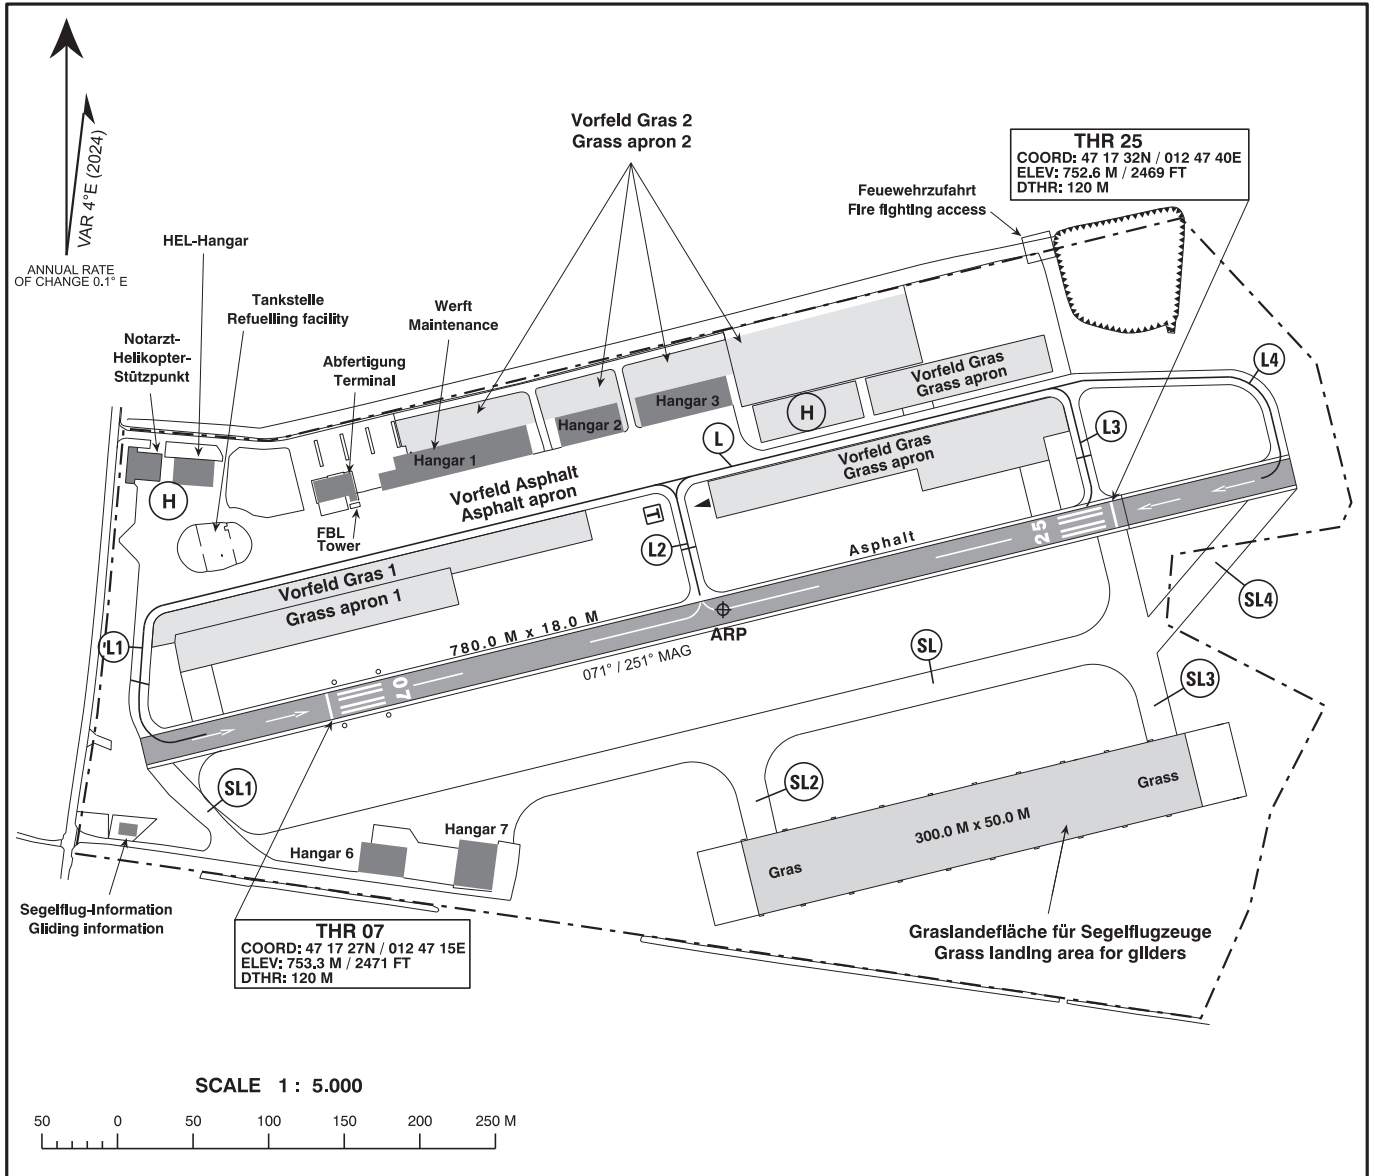 Vorfeld Gras 2
Grass apron 2
THR 25
COORD: 47 17 32N / 012 47 40E
ELEV: 752.6 M / 2469 FT
DTHR: 120 M
VAR 4°E (2024)
ANNUAL RATE
OF CHANGE 0.1° E
Feuewehrzufahrt
Fire fighting access
HEL-Hangar
Tankstelle
Refuelling facility
Werft
Maintenance
Notarzt-
Helikopter-
Stützpunkt
Abfertigung
Terminal
L4
Vorfeld Gras
Grass apron
Hangar 3
H
Hangar 2
L3
L
Hangar 1
Vorfeld Gras
Grass apron
Vorfeld Asphalt
Asphalt apron
H
T
FBL
Tower
25
Asphalt
L2
Vorfeld Gras 1
Grass apron 1
SL4
ARP
780.0 M x 18.0 M
071° / 251° MAG
L1
SL
SL3
07
SL1
SL2
Grass
300.0 M x 50.0 M
Hangar 7
Hangar 6
Gras
Segelflug-Information
Gliding information
THR 07
COORD: 47 17 27N / 012 47 15E
ELEV: 753.3 M / 2471 FT
DTHR: 120 M
Graslandefläche für Segelflugzeuge
Grass landing area for gliders
SCALE 1 : 5.000
50 0 50 100 150 200 250 M